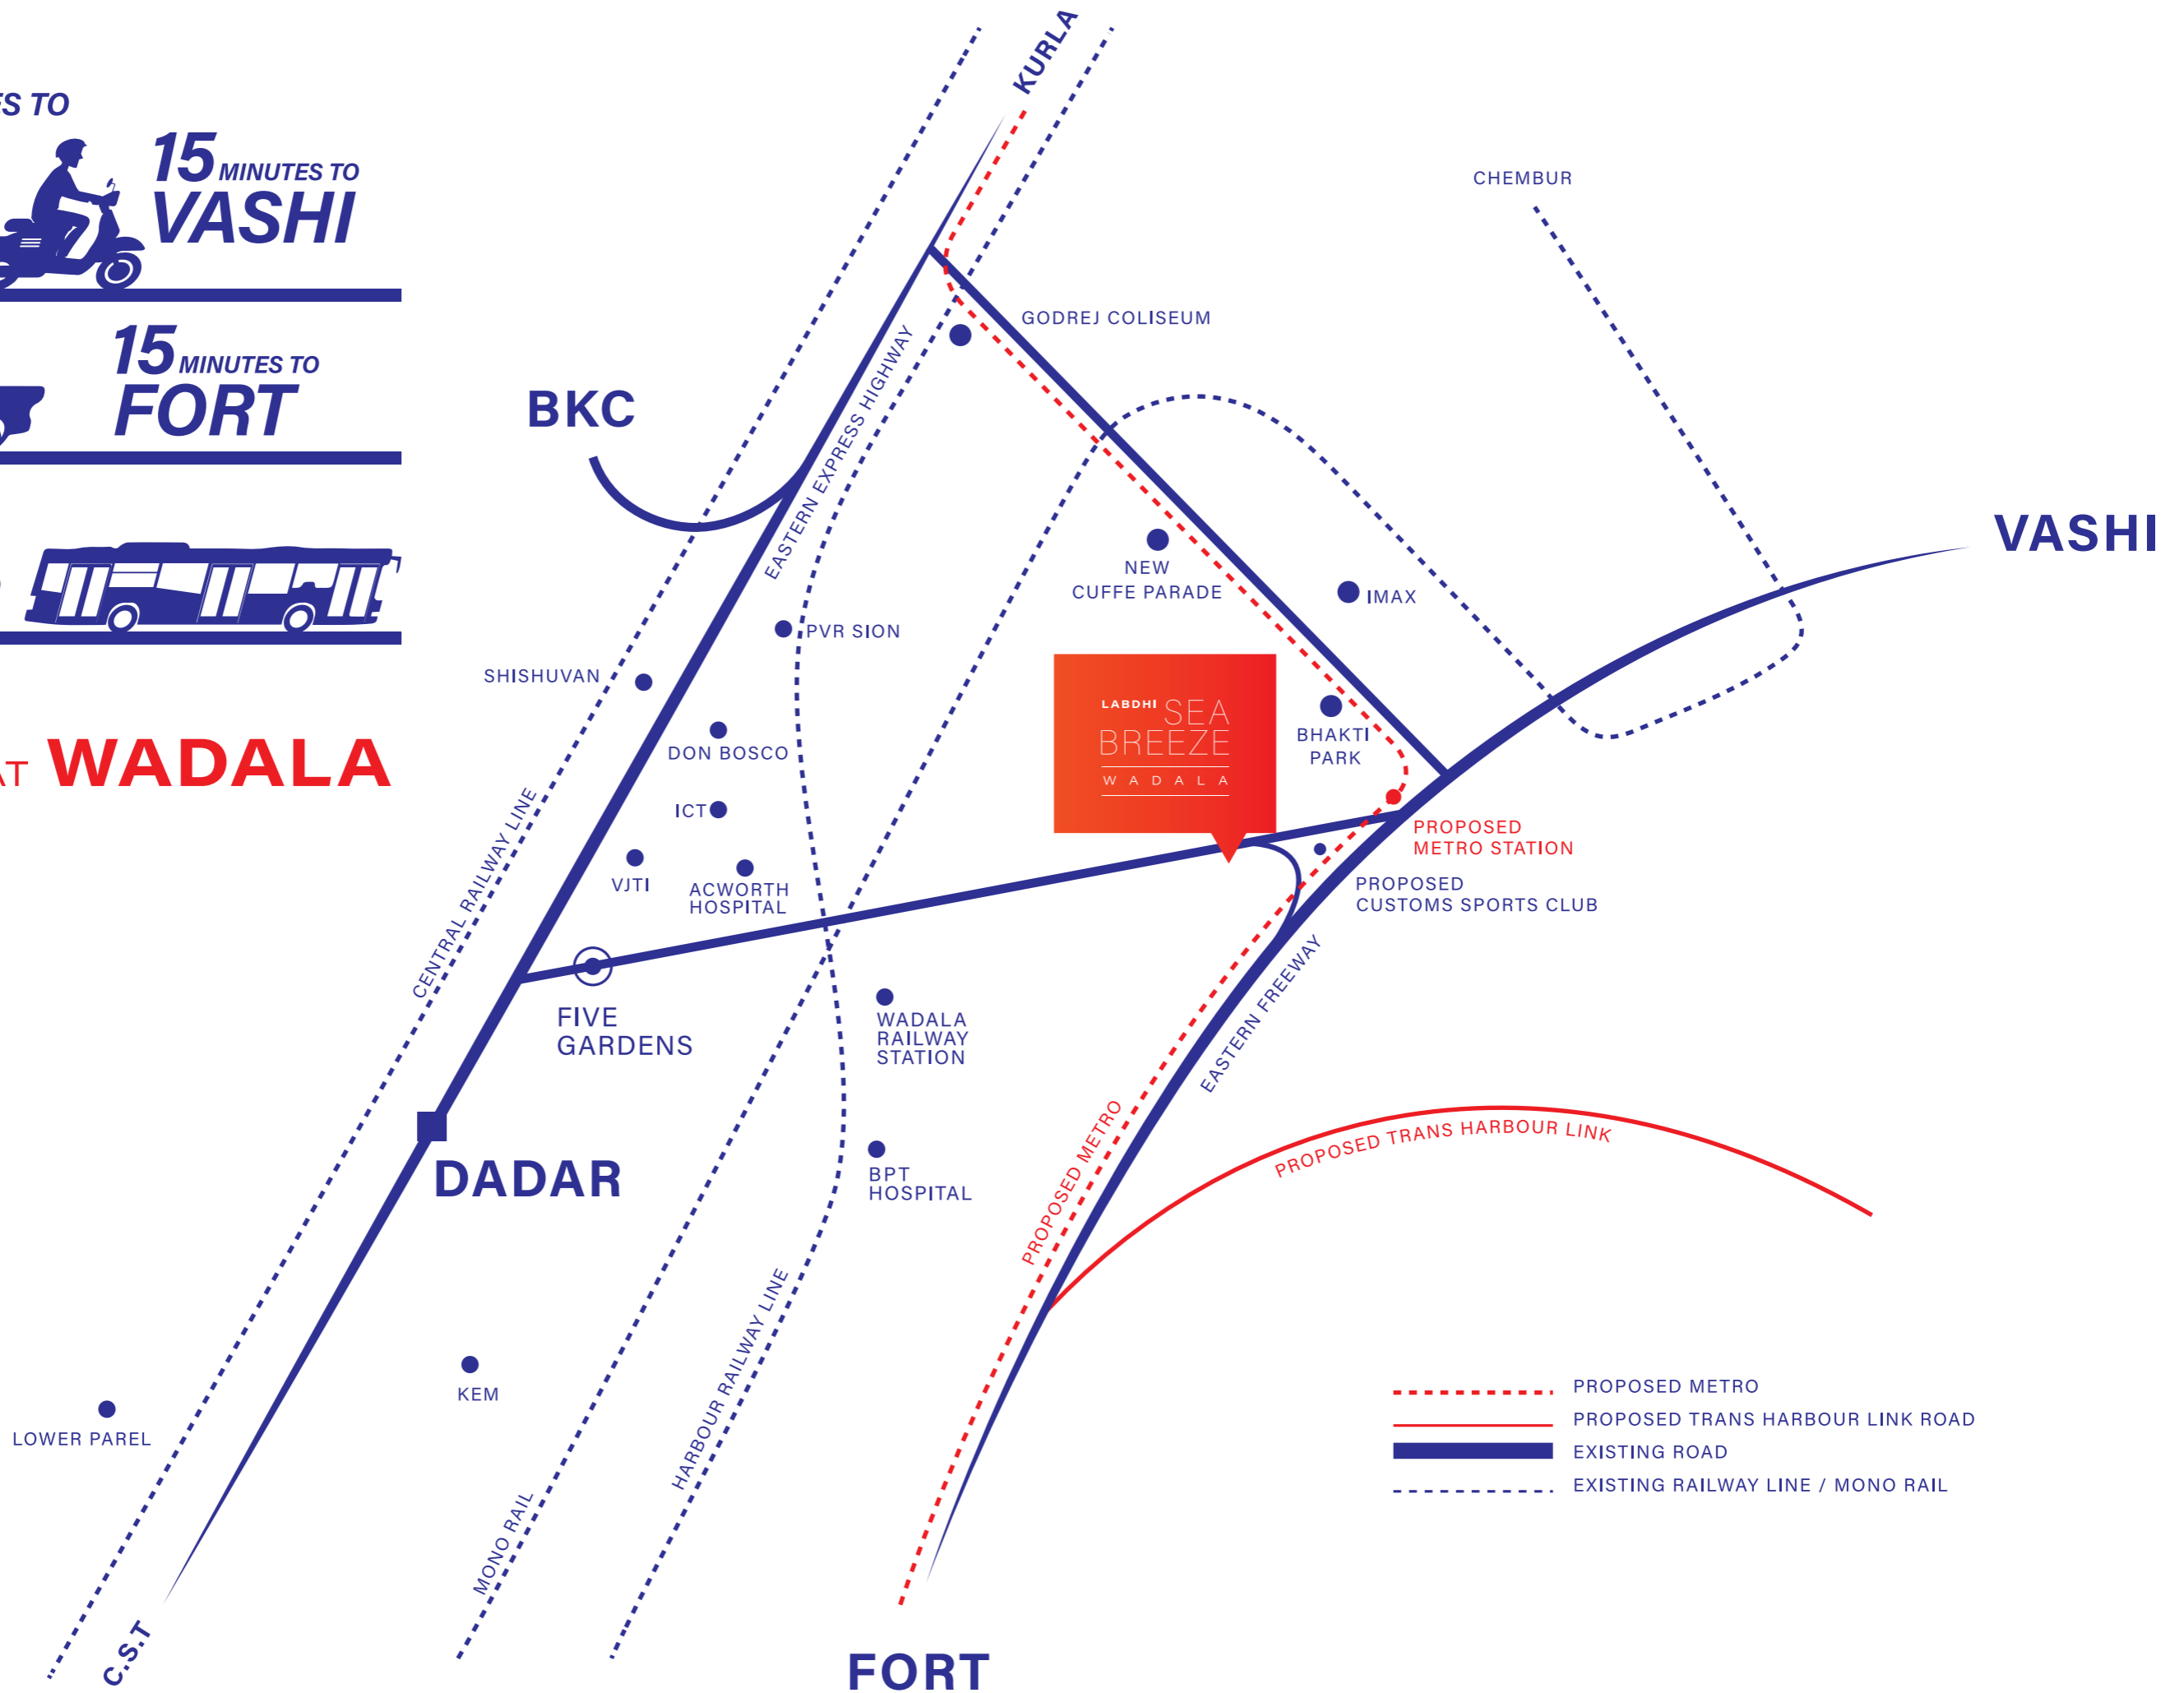 ES TO
15 MINUTES TO
VASHI
15 MINUTES TO
FORT
AT WADALA
KURLA
CHEMBUR
GODREJ COLISEUM
BKC
EASTERN EXPRESS HIGHWAY
VASHI
NEW
CUFFE PARADE
IMAX
PVR SION
SHISHUVAN
LABDHI SEA
BREEZE
WADALA
BHAKTI
PARK
DON BOSCO
ICT
CENTRAL RAILWAY LINE
PROPOSED
METRO STATION
VJTI
ACWORTH
HOSPITAL
PROPOSED
CUSTOMS SPORTS CLUB
FIVE
GARDENS
WADALA
RAILWAY
STATION
EASTERN FREEWAY
DADAR
BPT
HOSPITAL
PROPOSED METRO
PROPOSED TRANS HARBOUR LINK
HARBOUR RAILWAY LINE
KEM
LOWER PAREL
MONO RAIL
PROPOSED METRO
PROPOSED TRANS HARBOUR LINK ROAD
EXISTING ROAD
EXISTING RAILWAY LINE / MONO RAIL
C.S.T
FORT